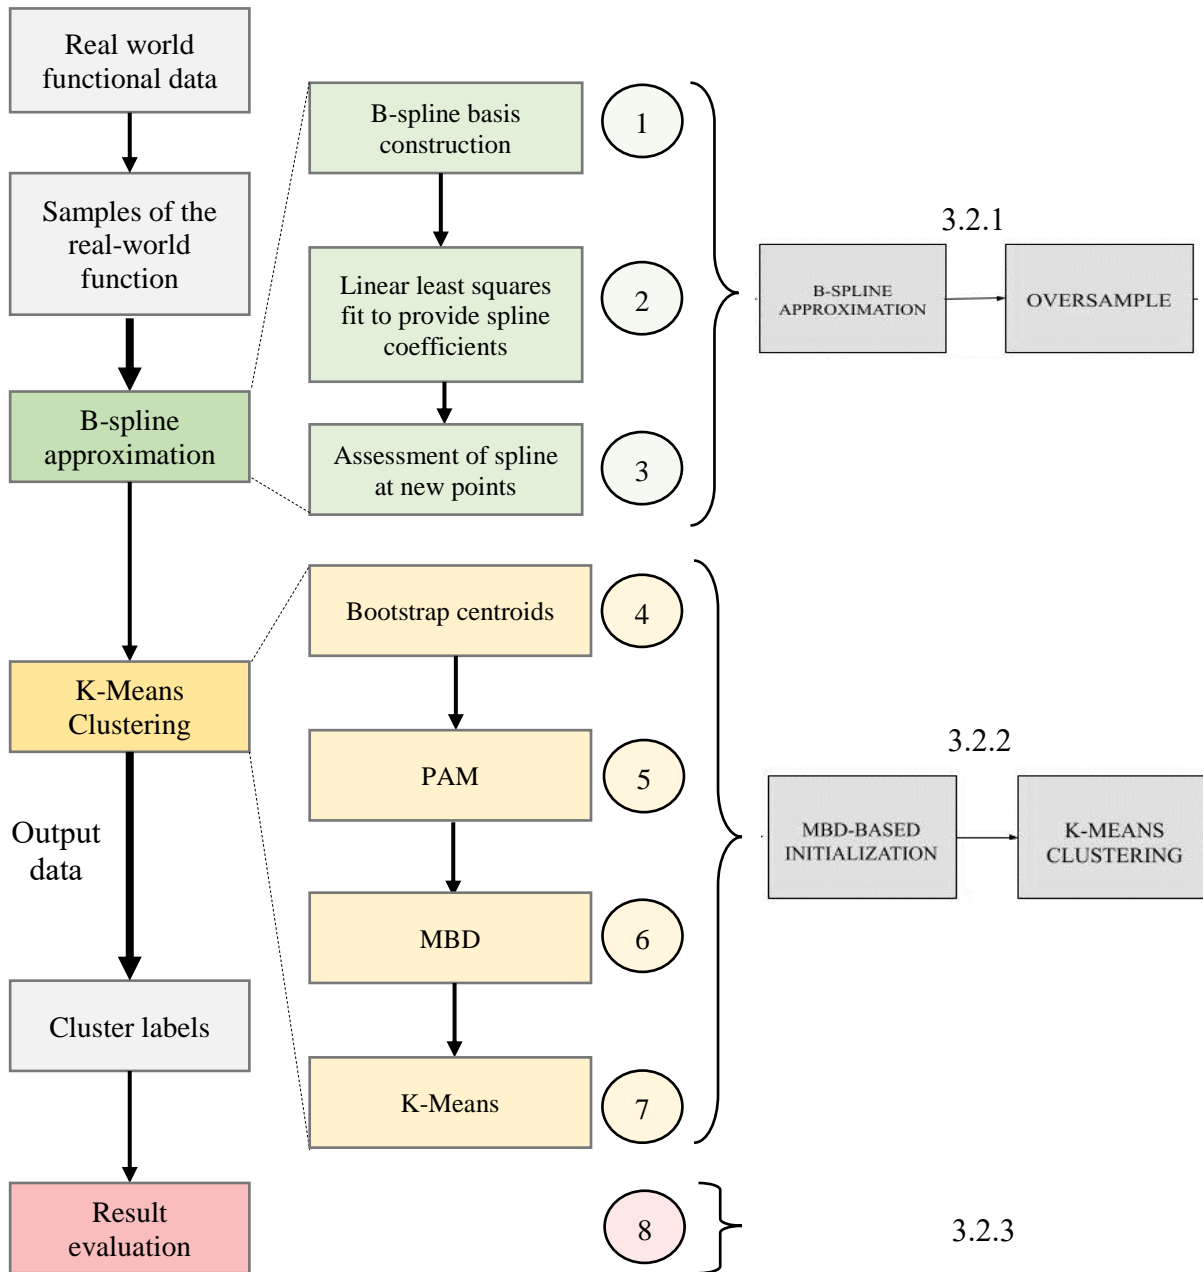 Real world
functional data
Samples of the
real-world
function
B-spline
approximation
K-Means
Clustering
Output
data
Cluster labels
Result
evaluation
B-spline basis
construction
1
Linear least squares
fit to provide spline
coefficients
2
Assessment of spline
at new points
3
Bootstrap centroids
4
PAM
5
MBD
6
K-Means
7
8
3.2.1
B-SPLINE
APPROXIMATION
OVERSAMPLE
3.2.2
MBD-BASED
INITIALIZATION
K-MEANS
CLUSTERING
3.2.3